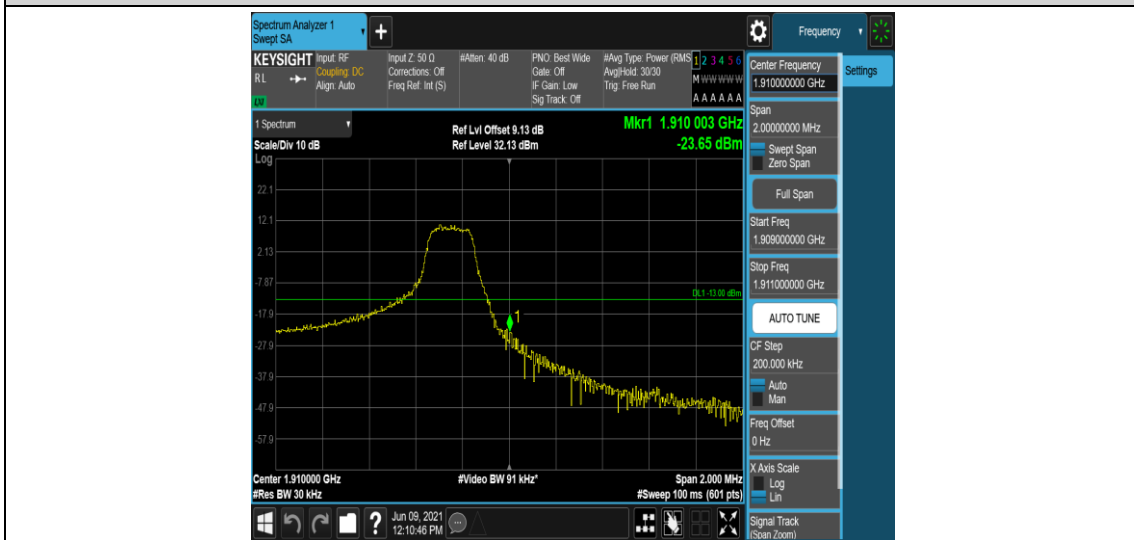 Spectrum Analyzer 1
Swept SA
+
Frequency
KEYSIGHT
RL
LXI
Input: RF
Coupling: DC
Align: Auto
Input Z: 50 Ω
Corrections: Off
Freq Ref: Int (S)
#Atten: 40 dB
PNO: Best Wide
Gate: Off
IF Gain: Low
Sig Track: Off
#Avg Type: Power (RMS
Avg|Hold: 30/30
Trig: Free Run
1 2 3 4 5 6
M W W W W W
A A A A A A
Center Frequency
1.910000000 GHz
Settings
Span
2.00000000 MHz
Swept Span
Zero Span
Full Span
Start Freq
1.909000000 GHz
Stop Freq
1.911000000 GHz
AUTO TUNE
CF Step
200.000 kHz
Auto
Man
Freq Offset
0 Hz
X Axis Scale
Log
Lin
Signal Track
(Span Zoom)
1 Spectrum
Scale/Div 10 dB
Log
Ref Lvl Offset 9.13 dB
Ref Level 32.13 dBm
Mkr1 1.910 003 GHz
-23.65 dBm
22.1
12.1
2.13
-7.87
DL1 -13.00 dBm
-17.9
1
-27.9
-37.9
-47.9
-57.9
Center 1.910000 GHz
#Video BW 91 kHz*
Span 2.000 MHz
#Res BW 30 kHz
#Sweep 100 ms (601 pts)
?
Jun 09, 2021
12:10:46 PM